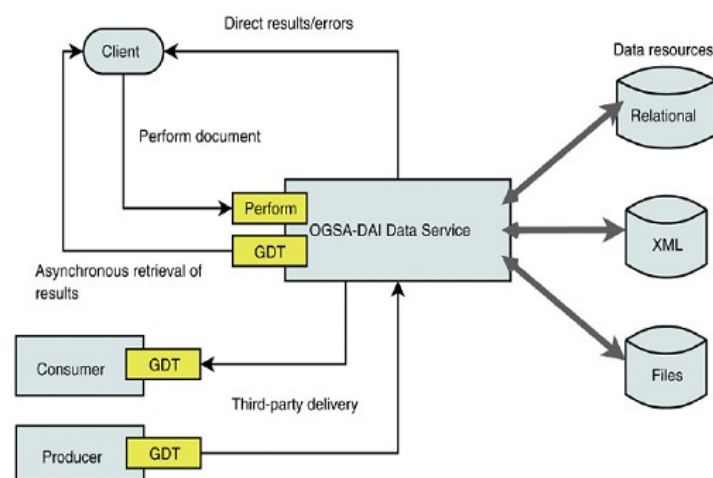 Direct results/errors
Client
Data resources
Relational
Perform document
Perform
OGSA-DAI Data Service
GDT
XML
Asynchronous retrieval of
results
Consumer
GDT
Files
Third-party delivery
Producer
GDT